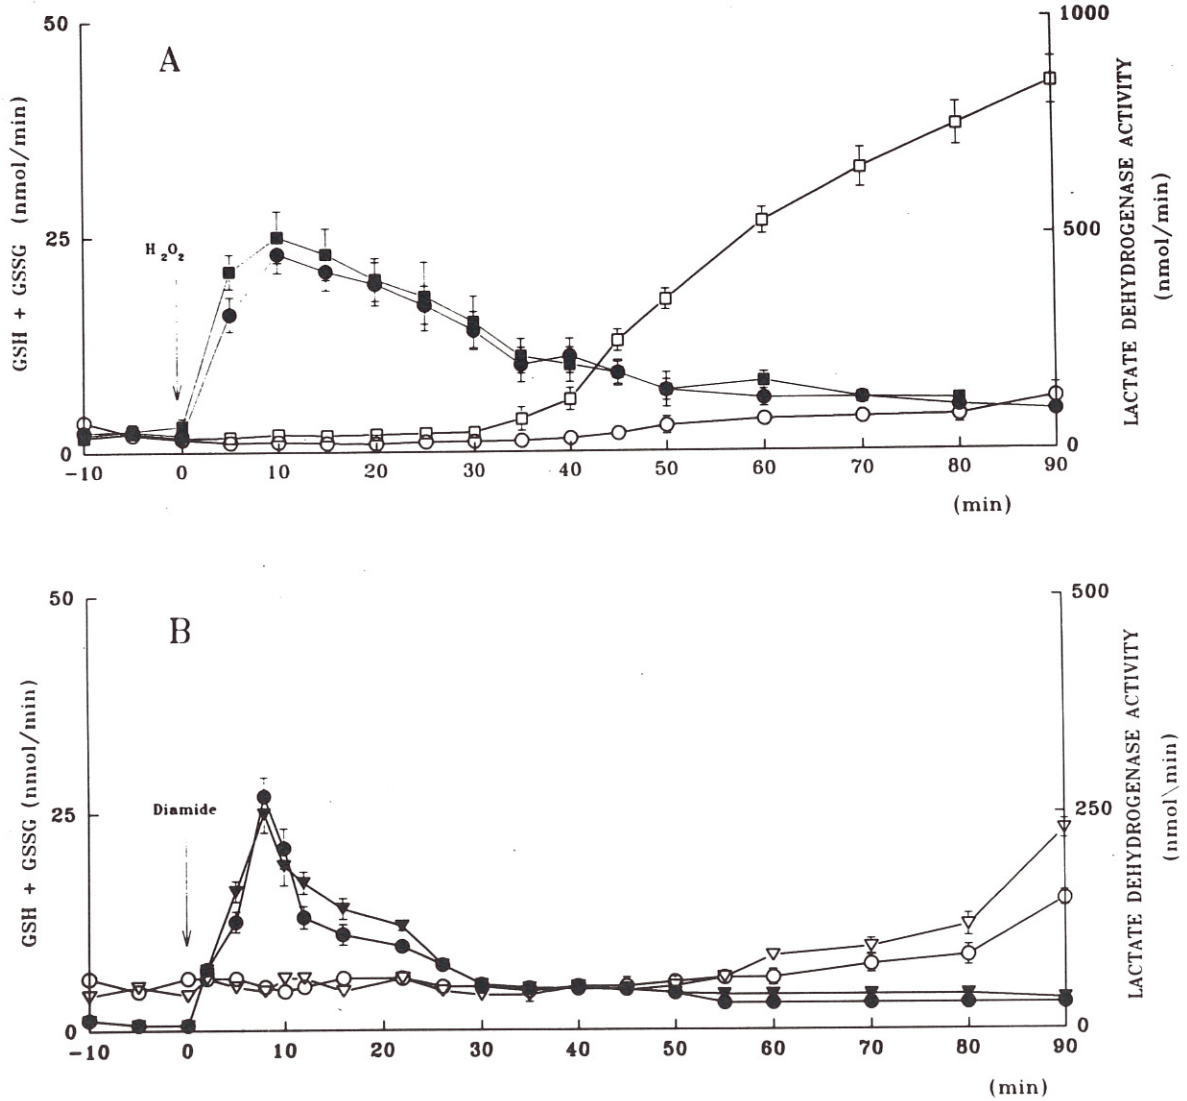 A
50
25
0
GSH + GSSG (nmol/min)
H2O2
1000
500
0
LACTATE DEHYDROGENASE ACTIVITY
(nmol/min)
-10 0 10 20 30 40 50 60 70 80 90
(min)
B
50
25
0
GSH + GSSG (nmol/min)
Diamide
500
250
0
LACTATE DEHYDROGENASE ACTIVITY
(nmol\min)
-10 0 10 20 30 40 50 60 70 80 90
(min)